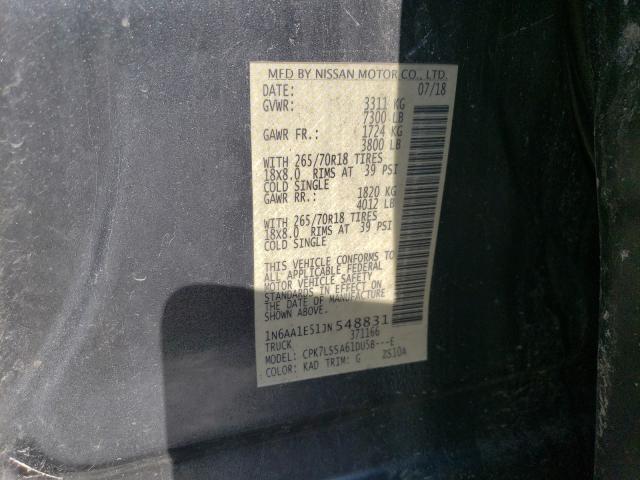 MFD BY NISSAN MOTOR CO., LTD.
DATE: 07/18
GVWR: 3311 KG
7300 LB
GAWR FR.: 1724 KG
3800 LB
WITH 265/70R18 TIRES
18X8.0 RIMS AT 39 PSI
COLD SINGLE
GAWR RR.: 1820 KG
4012 LB
WITH 265/70R18 TIRES
18X8.0 RIMS AT 39 PSI
COLD SINGLE
THIS VEHICLE CONFORMS TO
ALL APPLICABLE FEDERAL
MOTOR VEHICLE SAFETY
STANDARDS IN EFFECT ON
THE DATE OF MANUFACTURE
SHOWN ABOVE.
1N6AA1E51JN548831
TRUCK 371166
MODEL: CPK7LSSA61DU5B---E
COLOR: KAD TRIM: G ZS10A